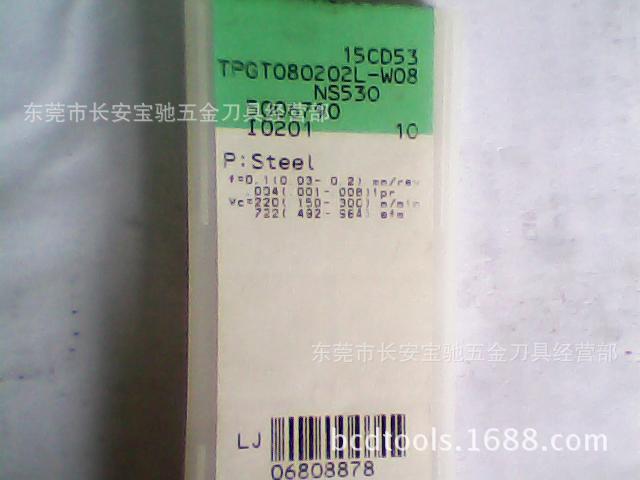 15CD53
TPGT080202L-W08
NS530
东莞市长安宝驰五金刀具经营部
I0201 10
P:Steel
f=0.1(0.03- 0.2) mm/rev
.004(.001- .008)ipr
Vc=220( 150- 300) m/min
722( 492- 984) sfm
东莞市长安宝驰五金刀具经营部
LJ
bcdtools.1688.com
06808878